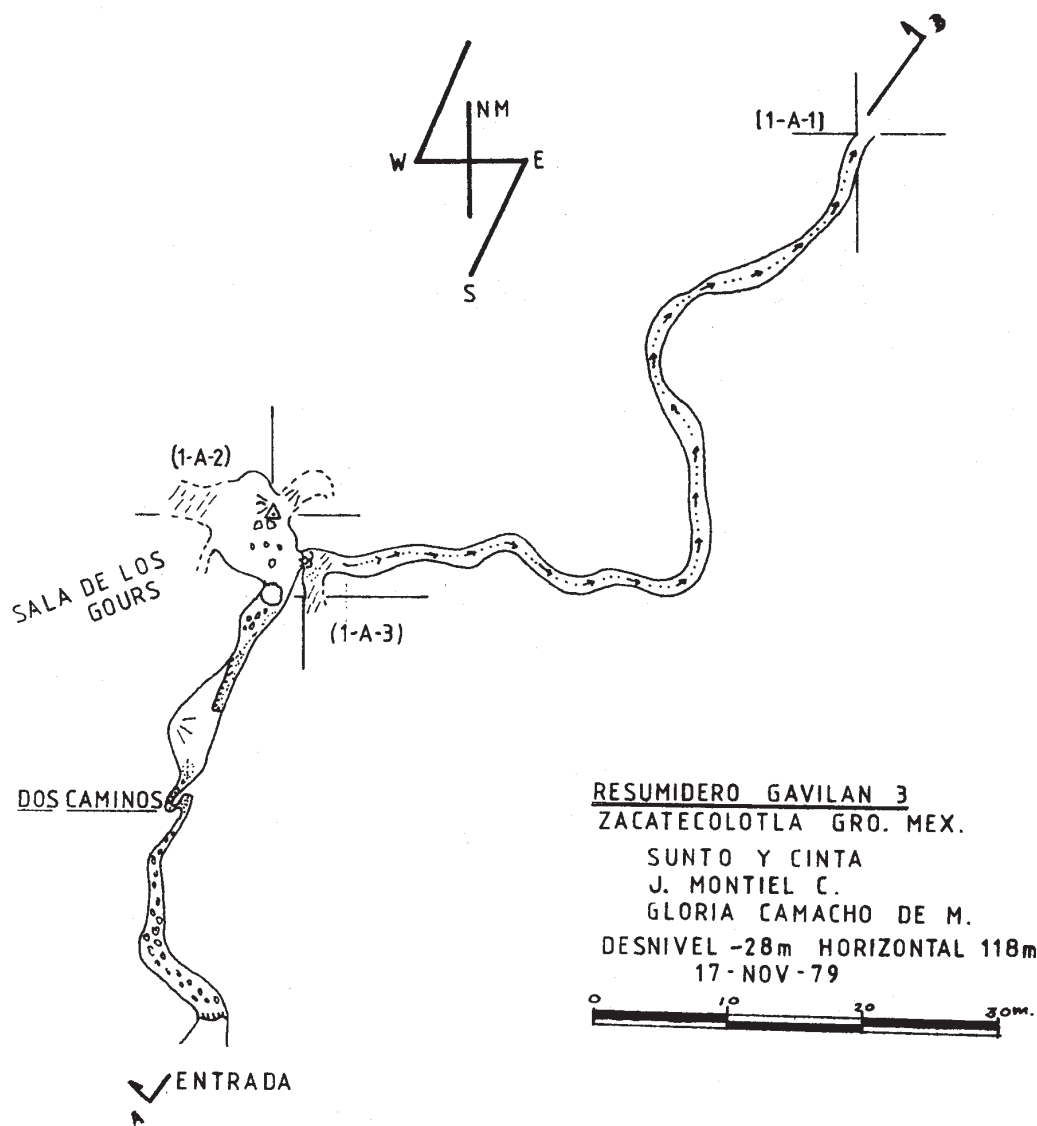 B
NM
W
E
S
(1-A-1)
(1-A-2)
SALA DE LOS
GOURS
(1-A-3)
DOS CAMINOS
RESUMIDERO GAVILAN 3
ZACATECOLOTLA GRO. MEX.
SUNTO Y CINTA
J. MONTIEL C.
GLORIA CAMACHO DE M.
DESNIVEL -28m HORIZONTAL 118m
17-NOV-79
0 10 20 30m.
ENTRADA
A